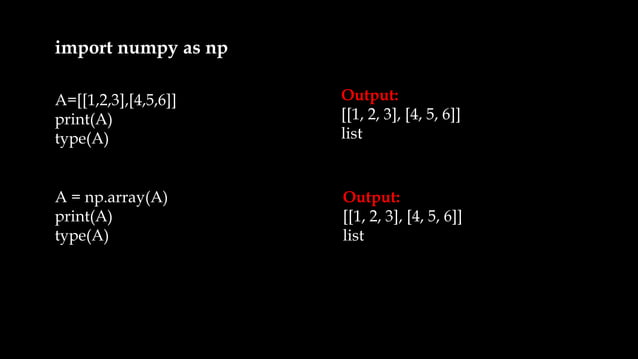 import numpy as np
A=[[1,2,3],[4,5,6]]
print(A)
type(A)
Output:
[[1, 2, 3], [4, 5, 6]]
list
A = np.array(A)
print(A)
type(A)
Output:
[[1, 2, 3], [4, 5, 6]]
list